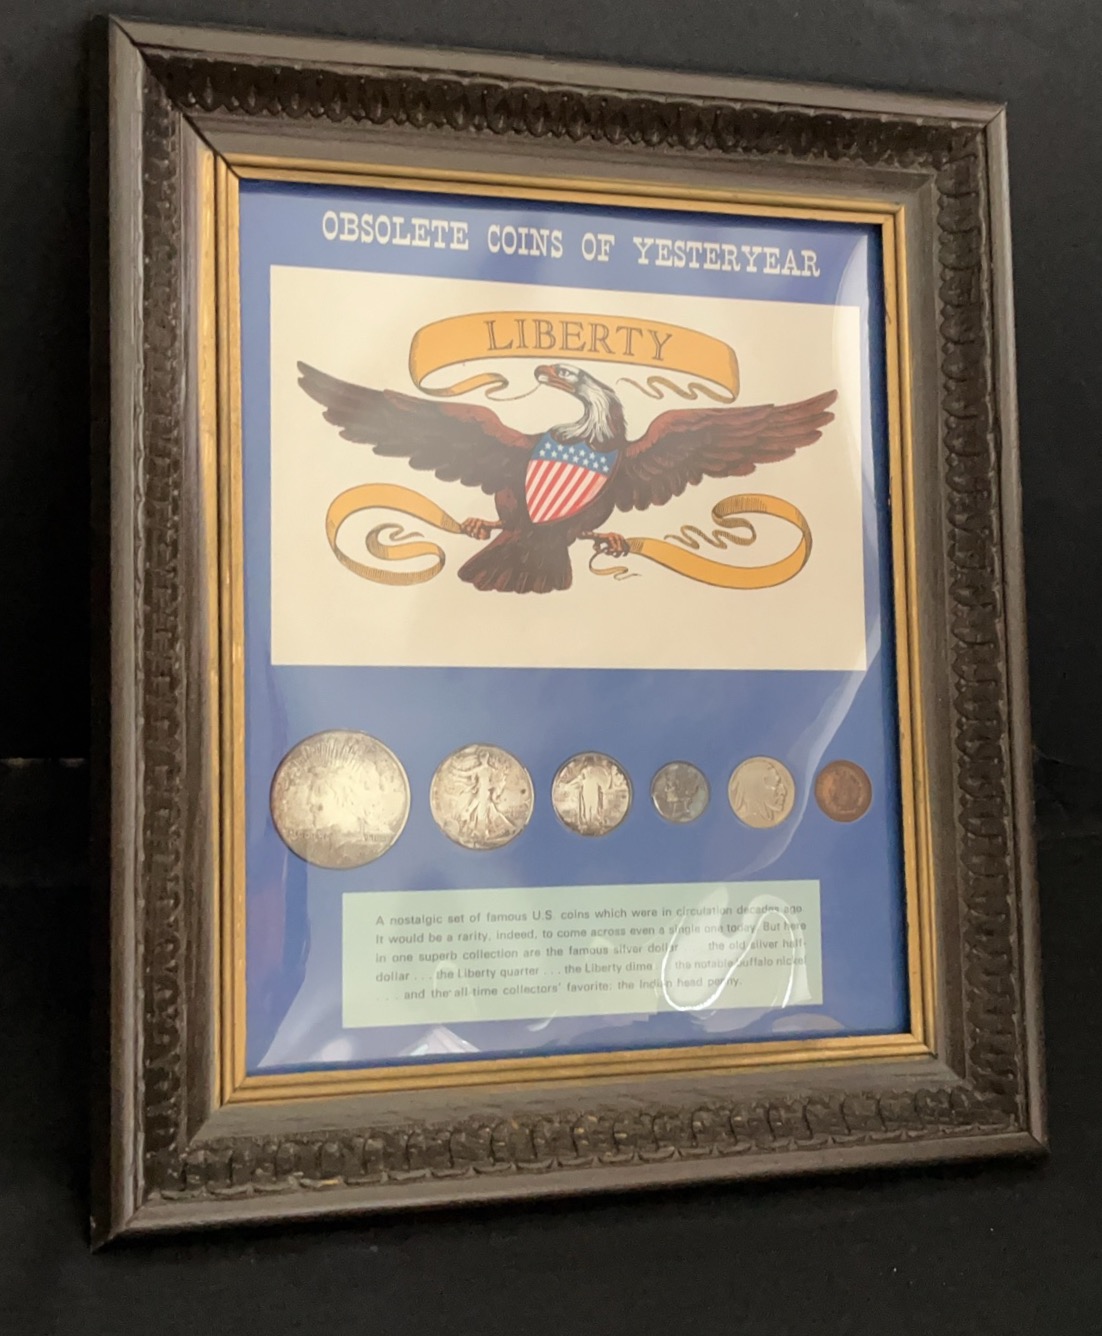 OBSOLETE COINS OF YESTERYEAR
LIBERTY
A nostalgic set of famous U.S. coins which were in circulation decades ago.
It would be a rarity, indeed, to come across even a single one today. But here
in one superb collection are the famous silver dollar . . . the old silver half-
dollar . . . the Liberty quarter . . . the Liberty dime . . . the notable buffalo nickel
. . . and the all-time collectors' favorite: the Indian head penny.